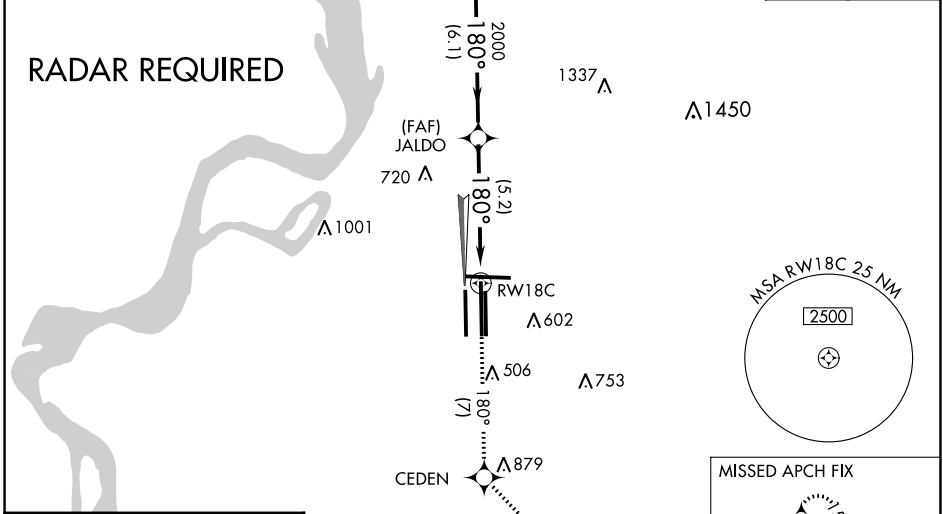 RADAR REQUIRED
2000
180°
(6.1)
1337
1450
(FAF)
JALDO
720
(5.2)
180°
1001
RW18C
602
506
753
180°
(7)
CEDEN
879
MSA RW18C 25 NM
2500
MISSED APCH FIX